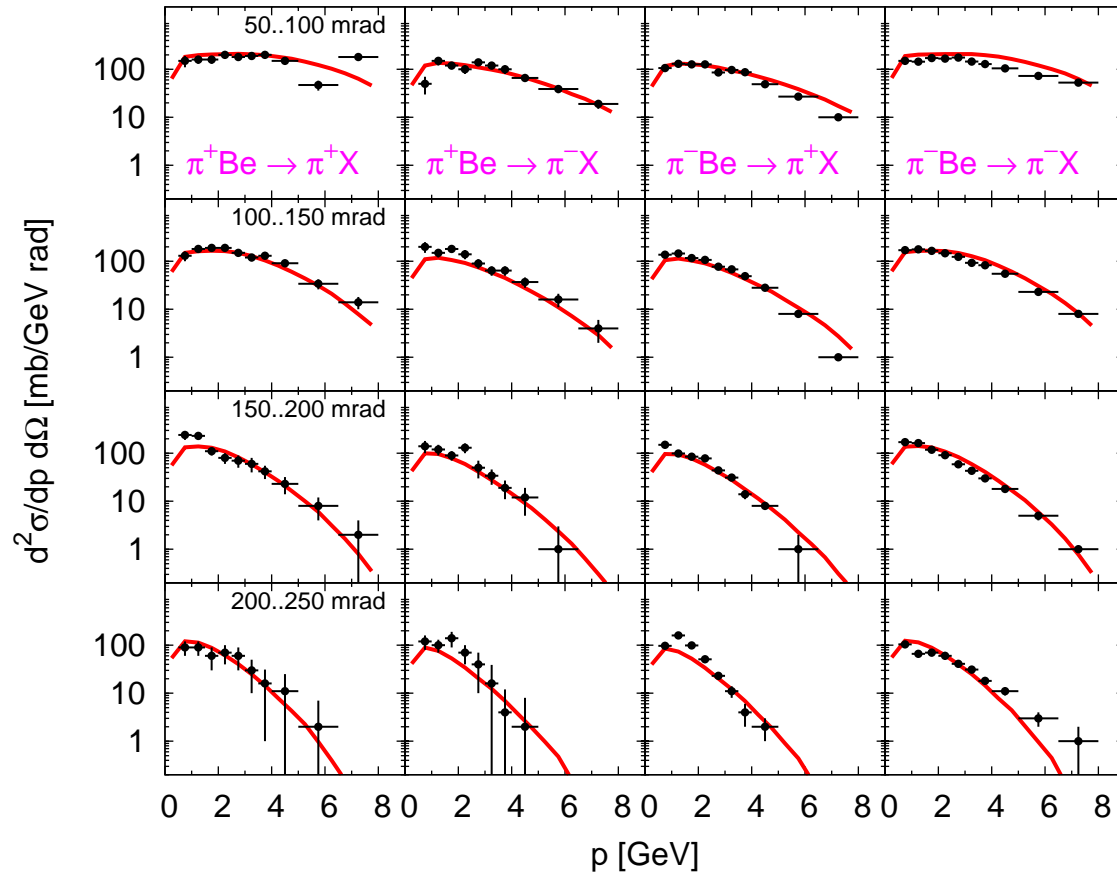 50..100 mrad
100
10
1
π⁺Be → π⁺X
π⁺Be → π⁻X
π⁻Be → π⁺X
π⁻Be → π⁻X
100..150 mrad
100
10
1
150..200 mrad
100
10
1
200..250 mrad
100
10
1
0 2 4 6 8 0 2 4 6 8 0 2 4 6 8 0 2 4 6 8
p [GeV]
d²σ/dp dΩ [mb/GeV rad]